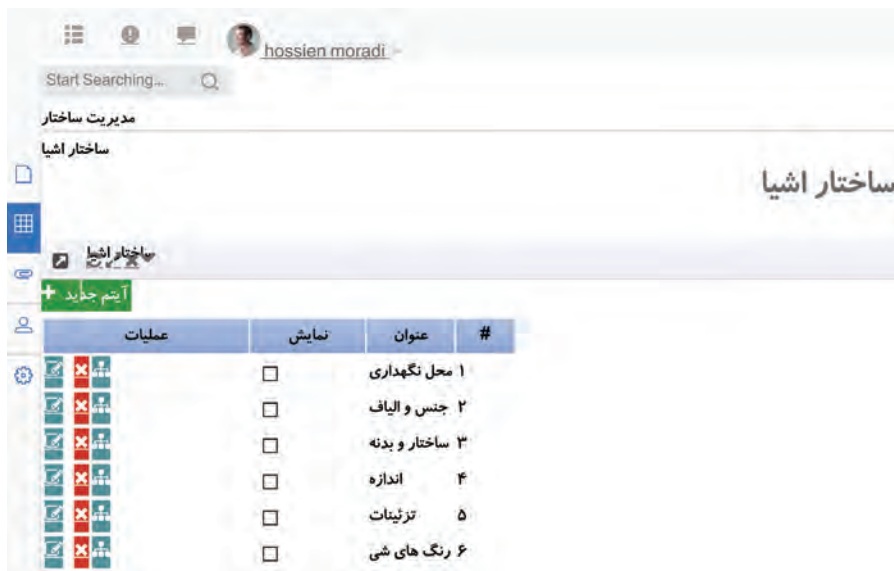 hossien moradi
Start Searching...
مدیریت ساختار
ساختار اشیا
ساختار اشیا
ساختار اشیا
آیتم جدید +
# عنوان نمایش عملیات
۱ محل نگهداری
۲ جنس و الیاف
۳ ساختار و بدنه
۴ اندازه
۵ تزئینات
۶ رنگ های شی